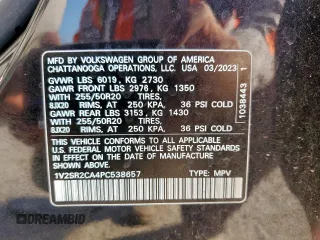 MFD. BY VOLKSWAGEN GROUP OF AMERICA
CHATTANOOGA OPERATIONS, LLC. USA 03/2023
GVWR LBS 6019, KG 2730
GAWR FRONT LBS 2976, KG 1350
WITH 255/50R20 TIRES,
8JX20 RIMS, AT 250 KPA, 36 PSI COLD
GAWR REAR LBS 3153, KG 1430
WITH 255/50R20 TIRES,
8JX20 RIMS, AT 250 KPA, 36 PSI COLD
This vehicle conforms to all applicable U.S. Federal
Motor Vehicle Safety Standards
in effect on the date of manufacture
shown above.
1V2SR2CA4PC538657 TYPE: MPV
1038443 1
DREAMBID